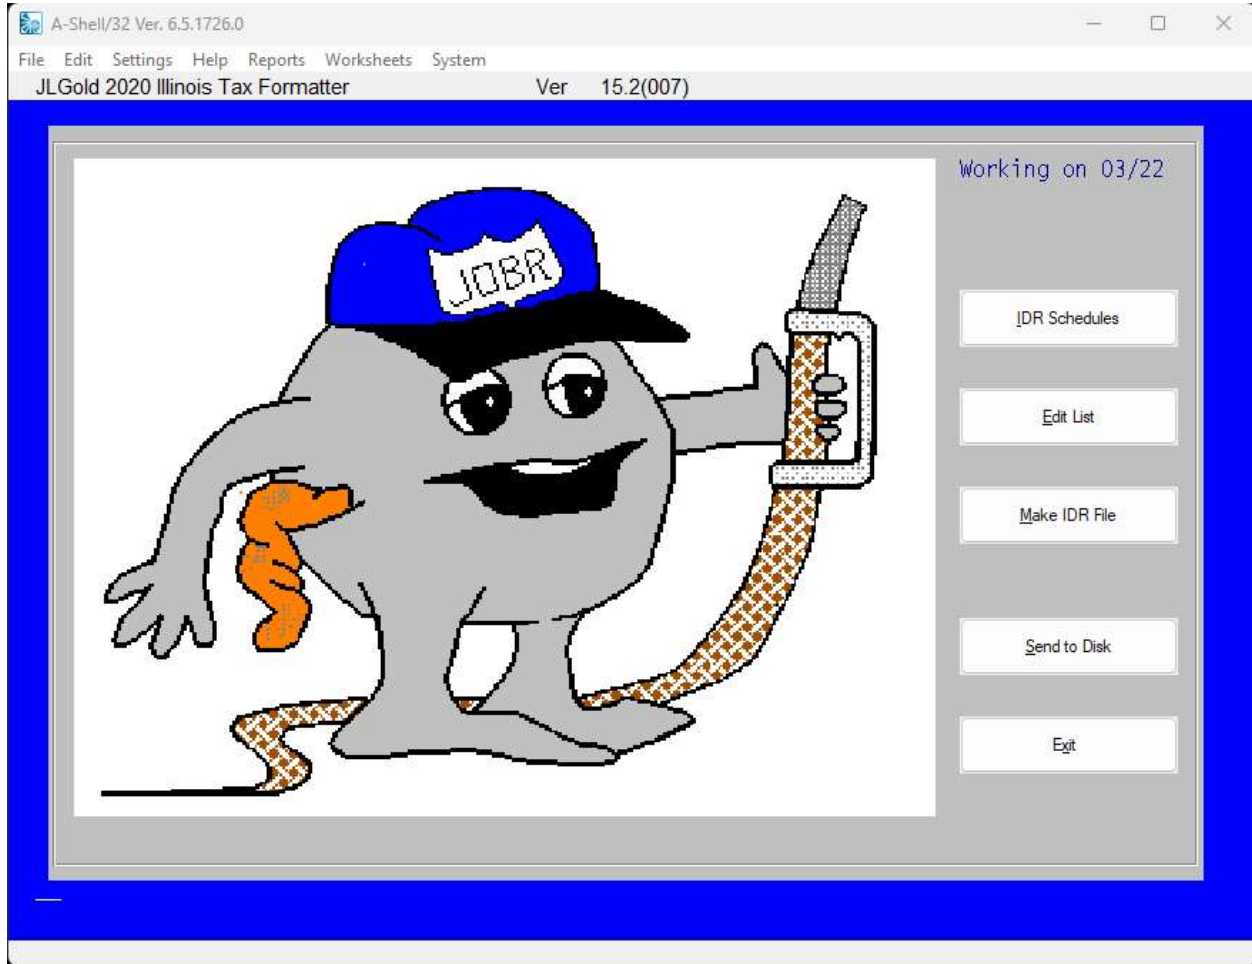 A-Shell/32 Ver. 6.5.1726.0
File Edit Settings Help Reports Worksheets System
JLGold 2020 Illinois Tax Formatter Ver 15.2(007)
Working on 03/22
JOBR
IDR Schedules
Edit List
Make IDR File
Send to Disk
Exit